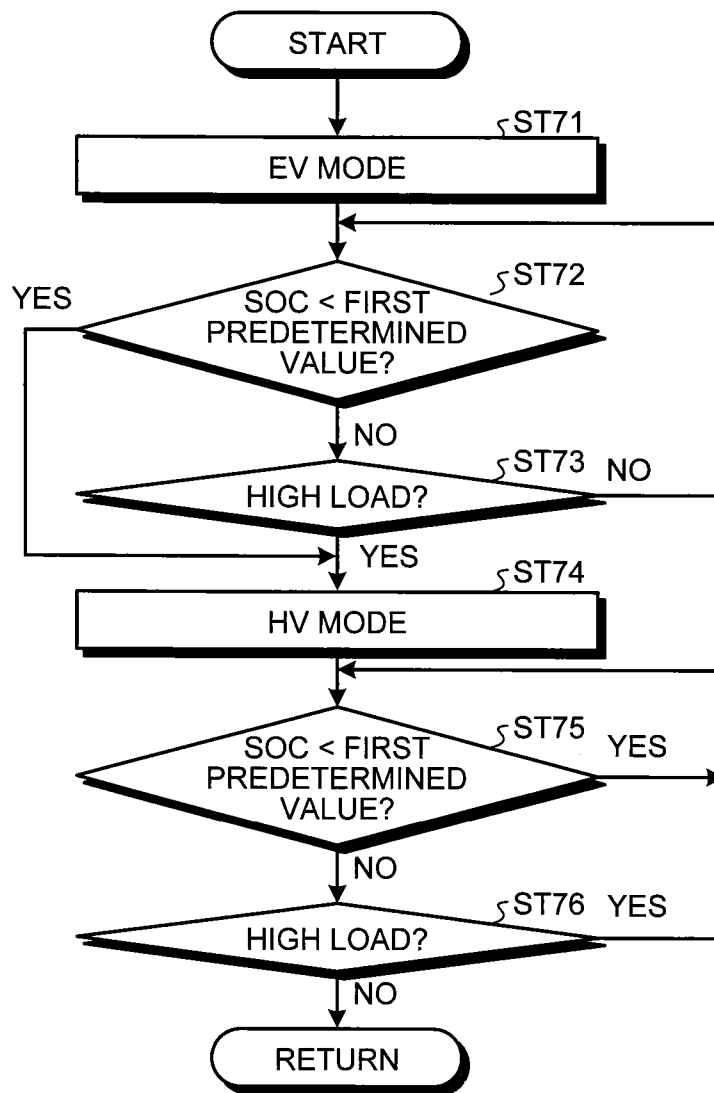 START
ST71
EV MODE
ST72
YES
SOC < FIRST
PREDETERMINED
VALUE?
NO
ST73
NO
HIGH LOAD?
YES
ST74
HV MODE
ST75
YES
SOC < FIRST
PREDETERMINED
VALUE?
NO
ST76
YES
HIGH LOAD?
NO
RETURN